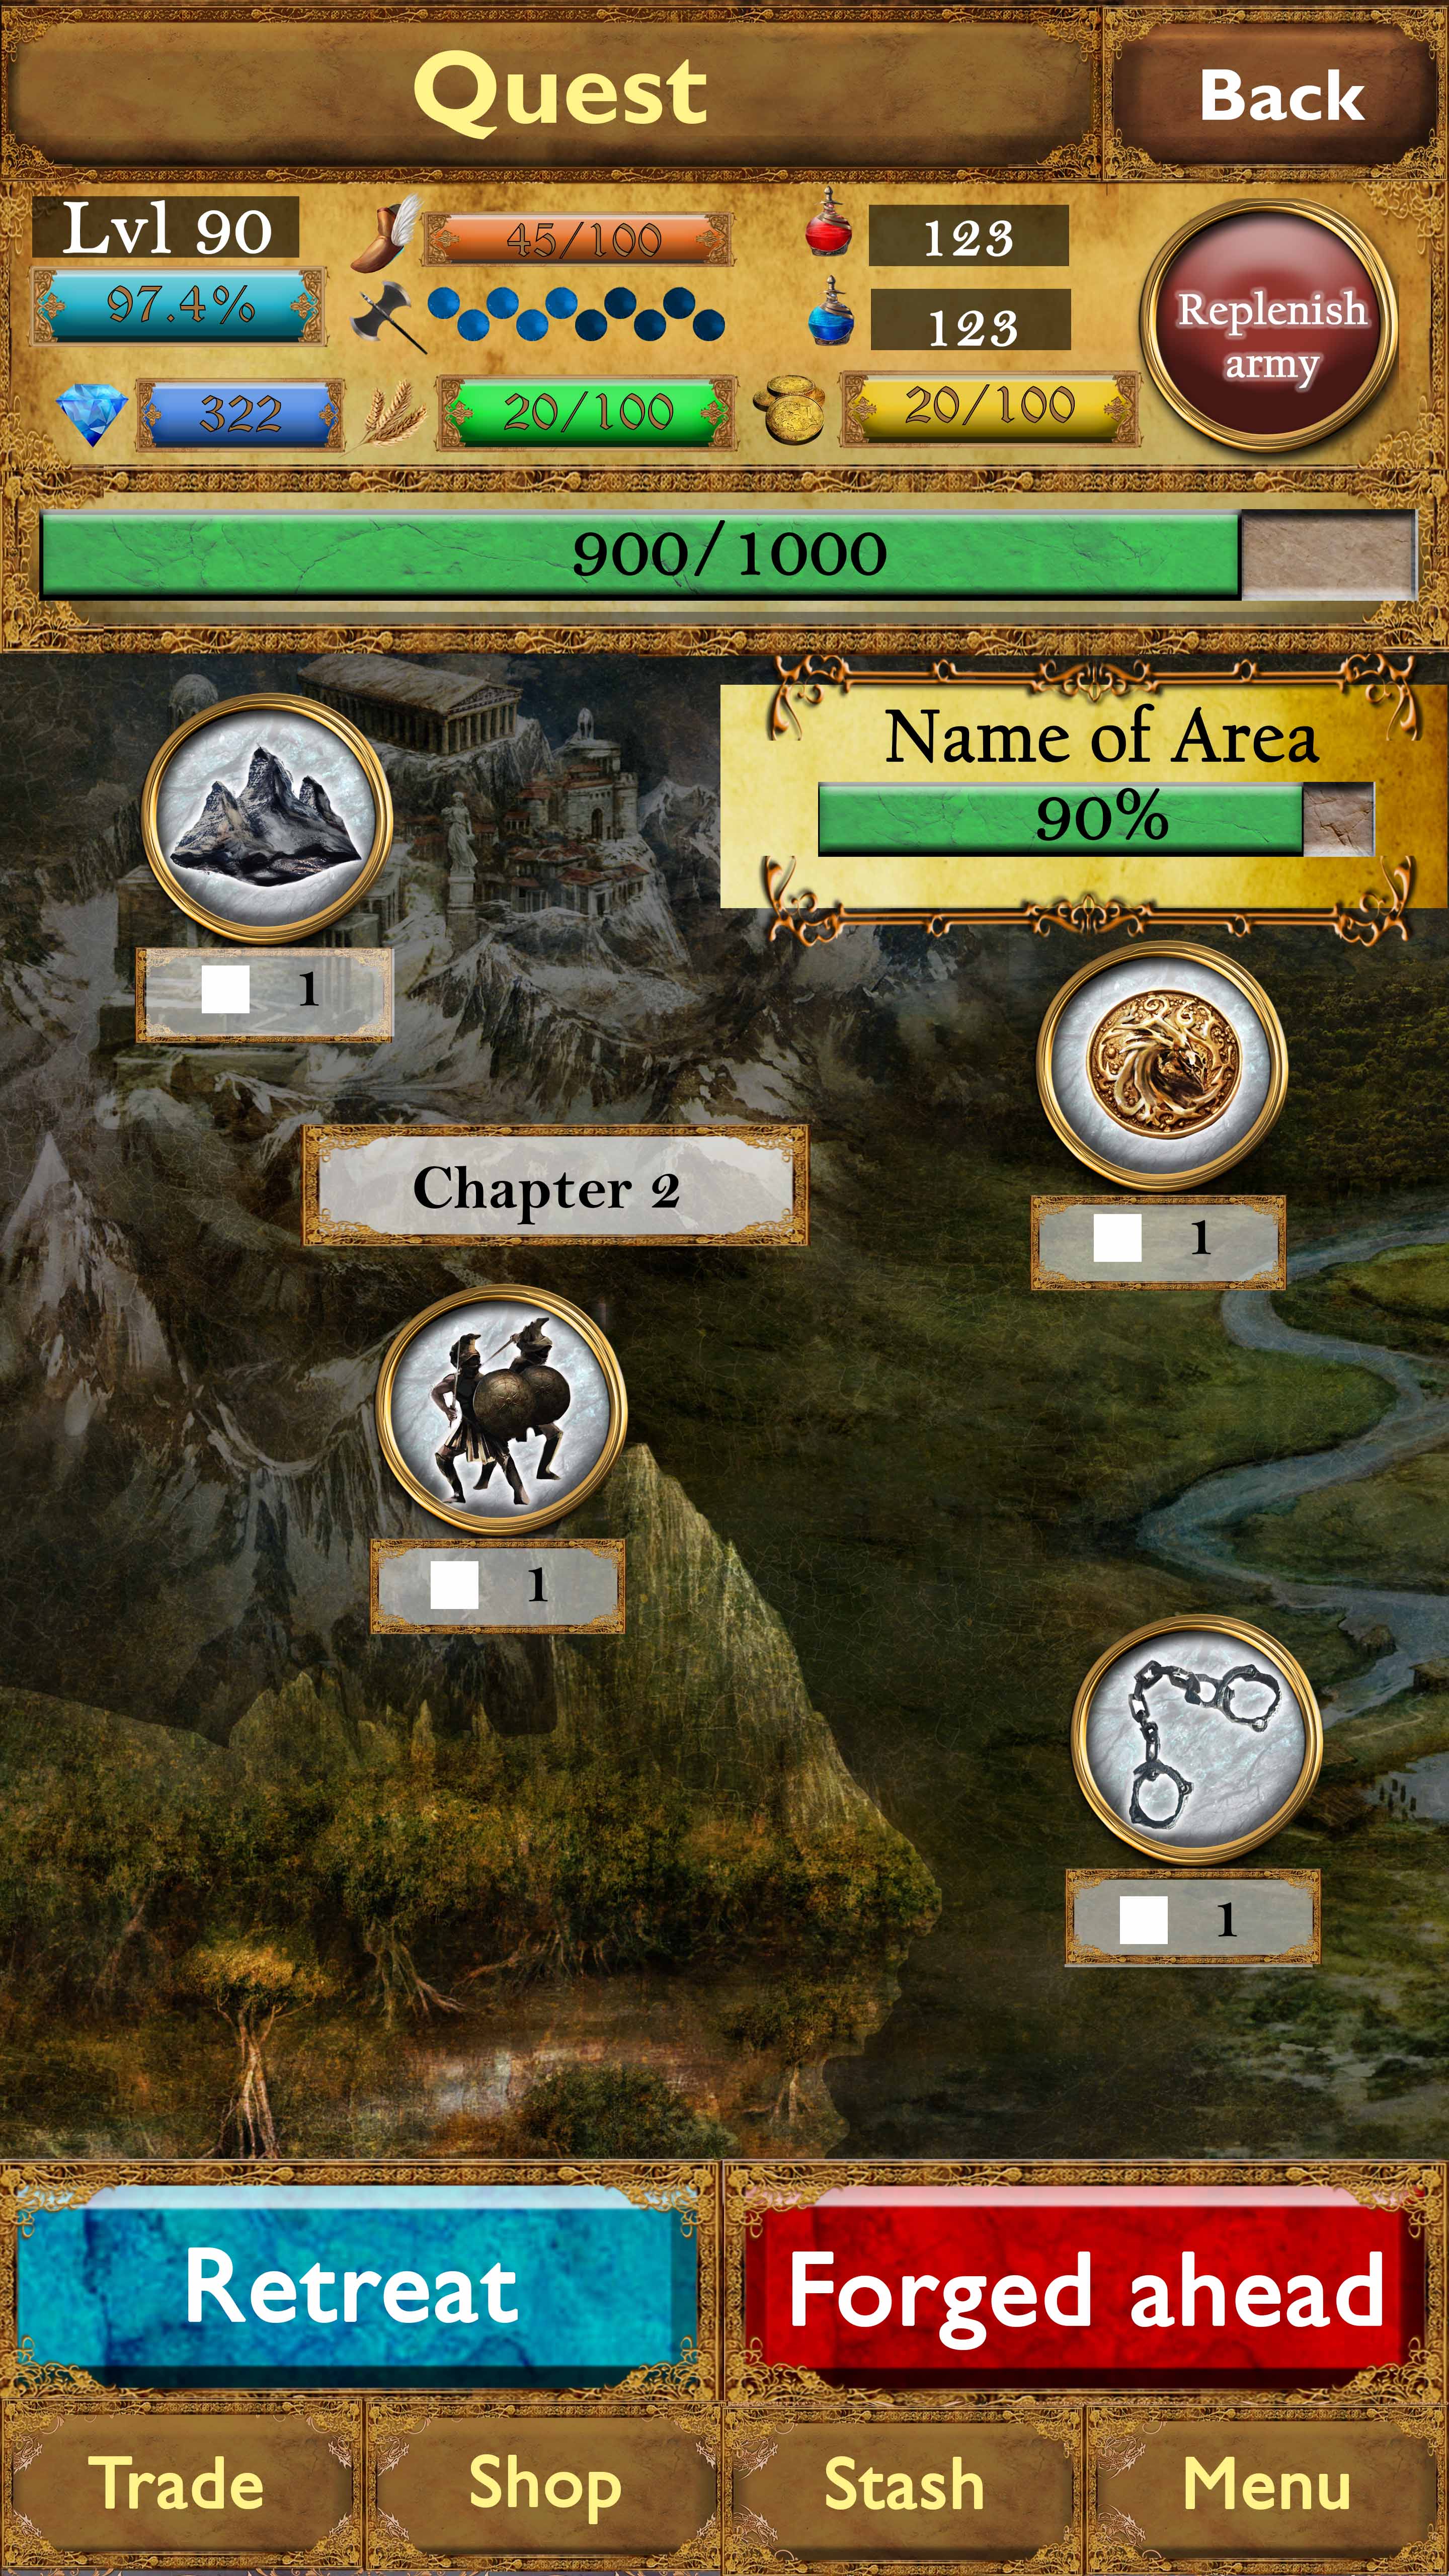 Quest
Back
Lvl 90
45/100
123
97.4%
123
Replenish
army
322
20/100
20/100
900/1000
Name of Area
90%
1
1
Chapter 2
1
1
Retreat
Forged ahead
Trade
Shop
Stash
Menu